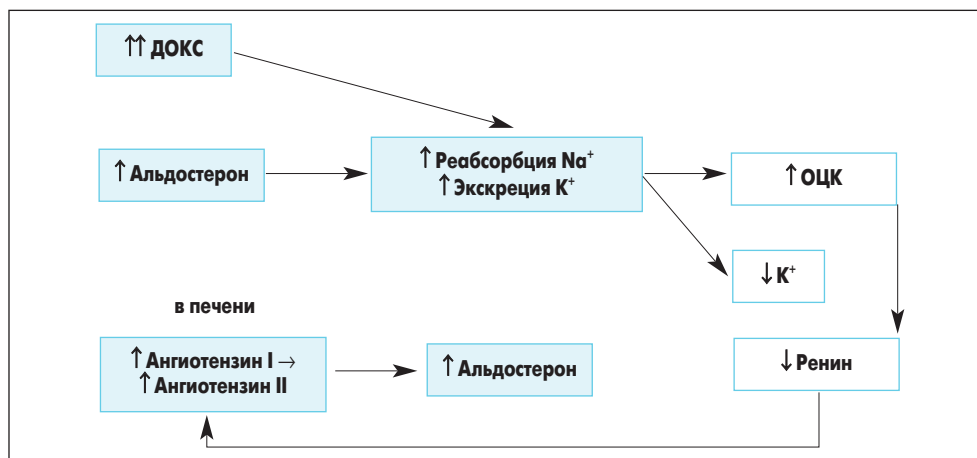 ↑↑ ДОКС
↑ Альдостерон
↑ Реабсорбция Na⁺
↑ Экскреция K⁺
↑ ОЦК
↓ K⁺
в печени
↑ Ангиотензин I →
↑ Ангиотензин II
↑ Альдостерон
↓ Ренин